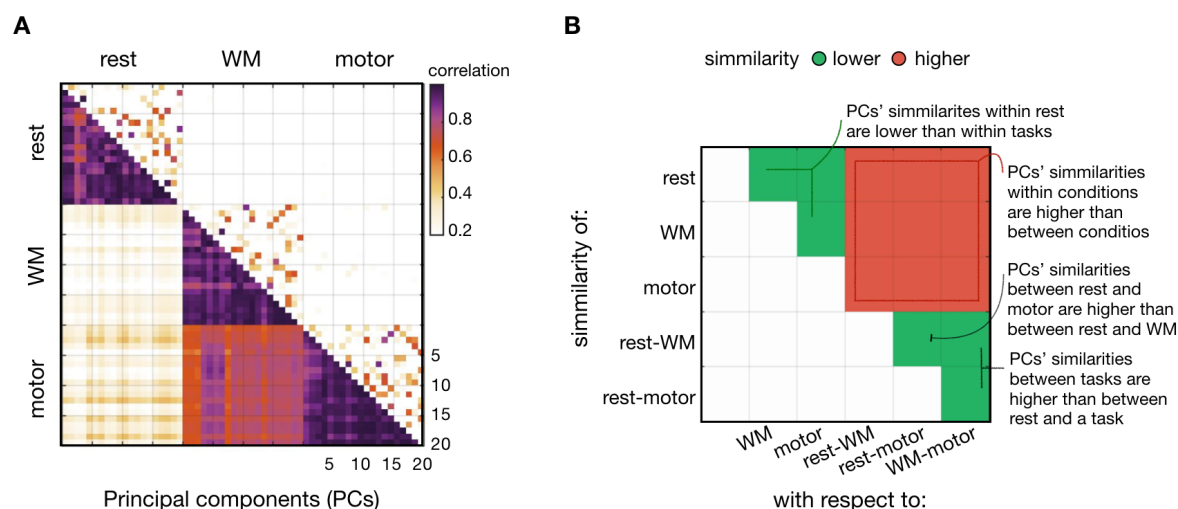 A
rest WM motor
correlation
0.8
0.6
0.4
0.2
rest
WM
motor
5
10
15
20
5 10 15 20
Principal components (PCs)
B
simmilarity lower higher
PCs' simmilarites within rest
are lower than within tasks
PCs' simmilarities
within conditions
are higher than
between conditios
PCs' similarities
between rest and
motor are higher than
between rest and WM
PCs' similarities
between tasks are
higher than between
rest and a task
simmilarity of:
rest
WM
motor
rest-WM
rest-motor
WM
motor
rest-WM
rest-motor
WM-motor
with respect to: